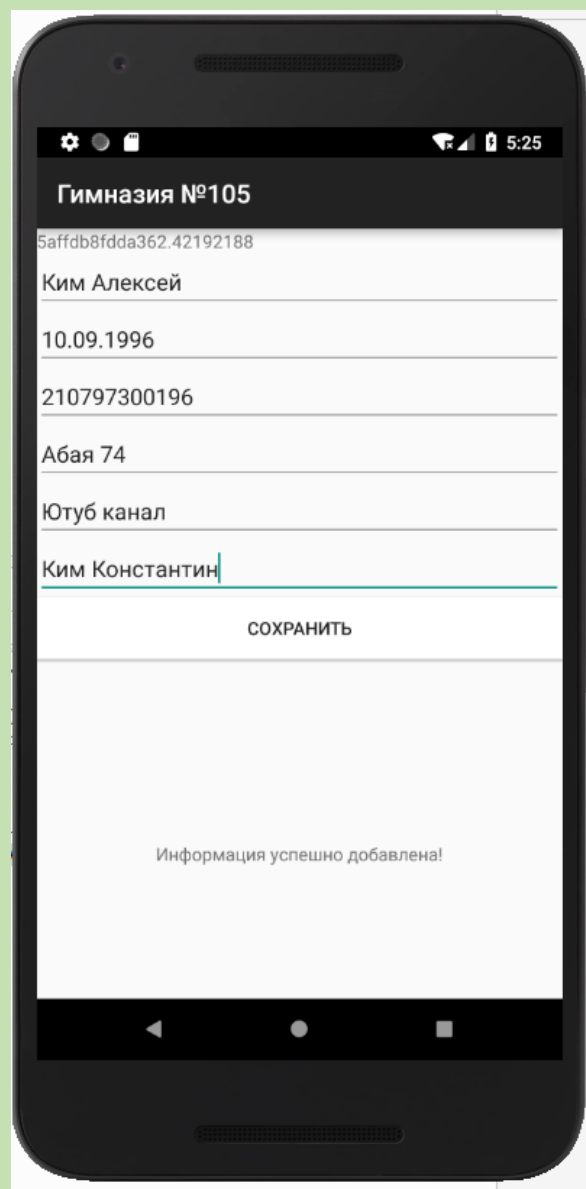 5:25
Гимназия №105
5affdb8fdda362.42192188
Ким Алексей
10.09.1996
210797300196
Абая 74
Ютуб канал
Ким Константин
СОХРАНИТЬ
Информация успешно добавлена!